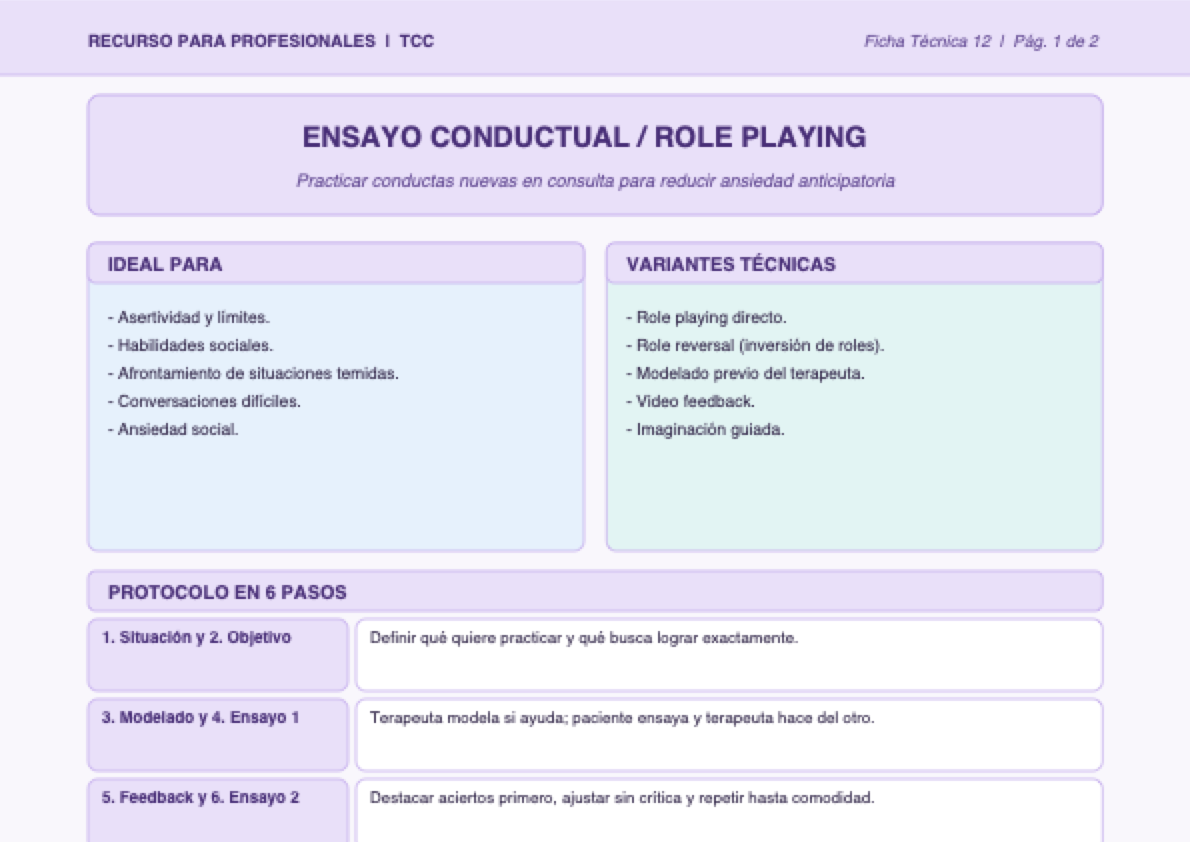 RECURSO PARA PROFESIONALES | TCC
Ficha Técnica 12 | Pág. 1 de 2
ENSAYO CONDUCTUAL / ROLE PLAYING
Practicar conductas nuevas en consulta para reducir ansiedad anticipatoria
IDEAL PARA
- Asertividad y límites.
- Habilidades sociales.
- Afrontamiento de situaciones temidas.
- Conversaciones difíciles.
- Ansiedad social.
VARIANTES TÉCNICAS
- Role playing directo.
- Role reversal (inversión de roles).
- Modelado previo del terapeuta.
- Video feedback.
- Imaginación guiada.
PROTOCOLO EN 6 PASOS
1. Situación y 2. Objetivo
Definir qué quiere practicar y qué busca lograr exactamente.
3. Modelado y 4. Ensayo 1
Terapeuta modela si ayuda; paciente ensaya y terapeuta hace del otro.
5. Feedback y 6. Ensayo 2
Destacar aciertos primero, ajustar sin crítica y repetir hasta comodidad.